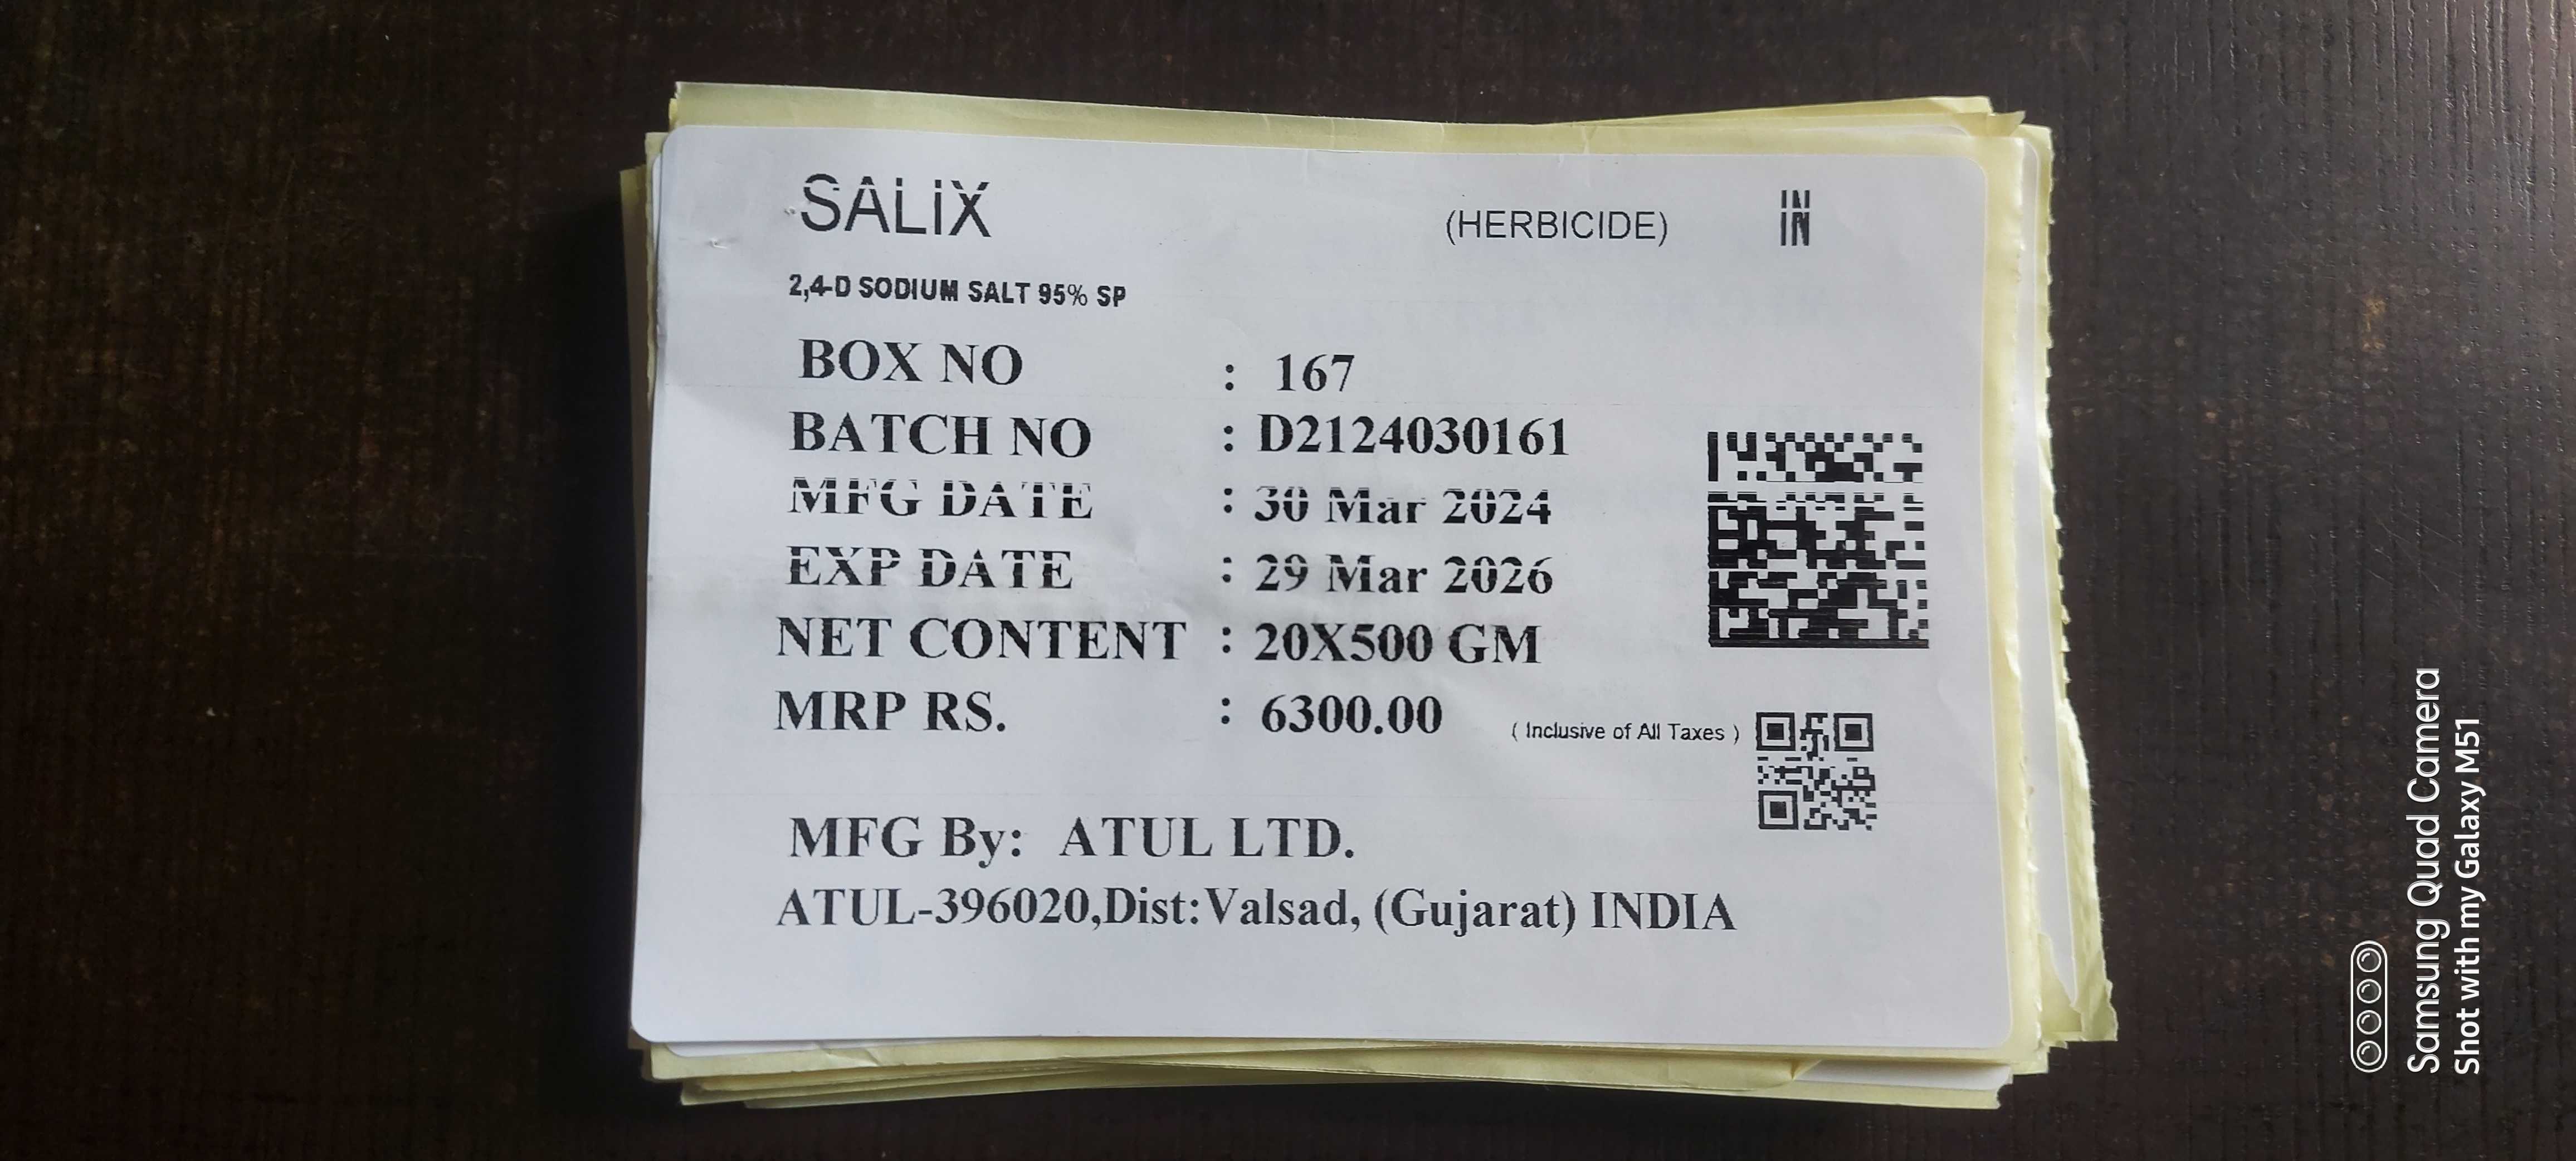 SALiX (HERBICIDE) IN
2,4-D SODIUM SALT 95% SP
BOX NO : 167
BATCH NO : D2124030161
MFG DATE : 30 Mar 2024
EXP DATE : 29 Mar 2026
NET CONTENT : 20X500 GM
MRP RS. : 6300.00 ( Inclusive of All Taxes )
MFG By: ATUL LTD.
ATUL-396020,Dist:Valsad, (Gujarat) INDIA
Samsung Quad Camera
Shot with my Galaxy M51